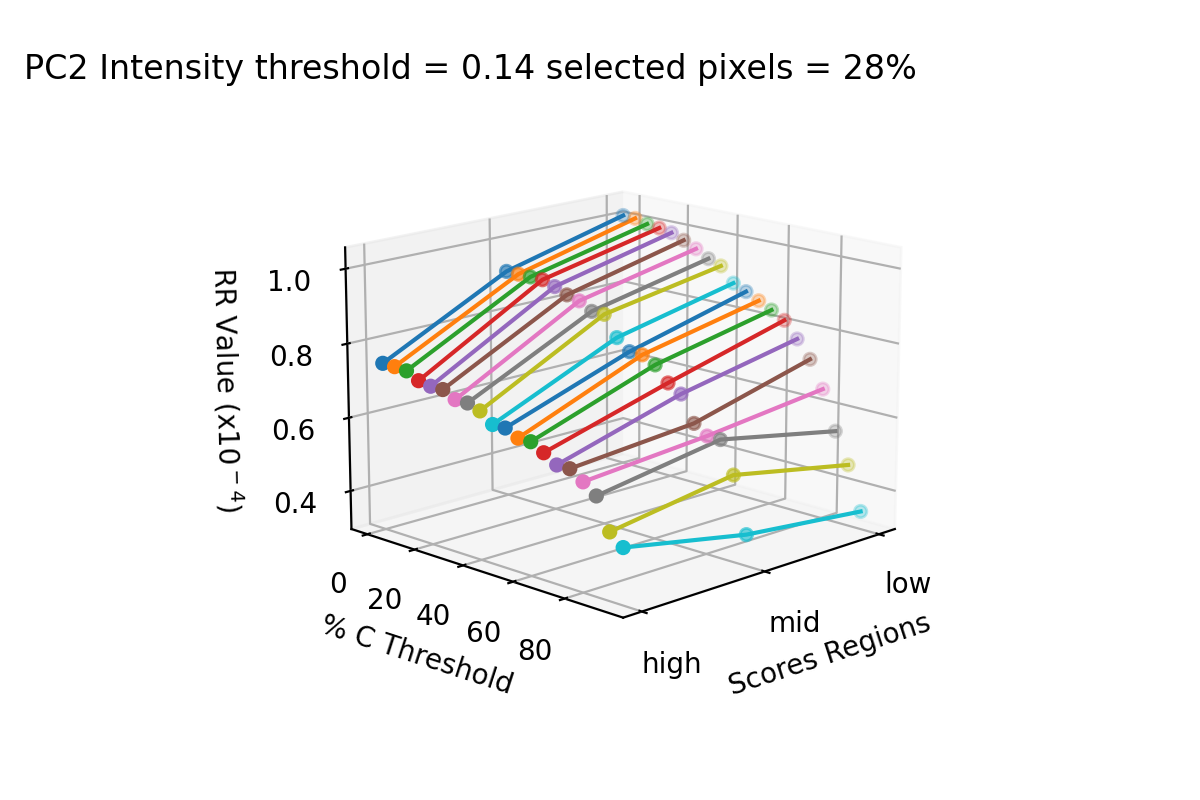 PC2 Intensity threshold = 0.14 selected pixels = 28%
RR Value (x10⁻⁴)
1.0
0.8
0.6
0.4
0
20
40
60
80
% C Threshold
high
mid
low
Scores Regions